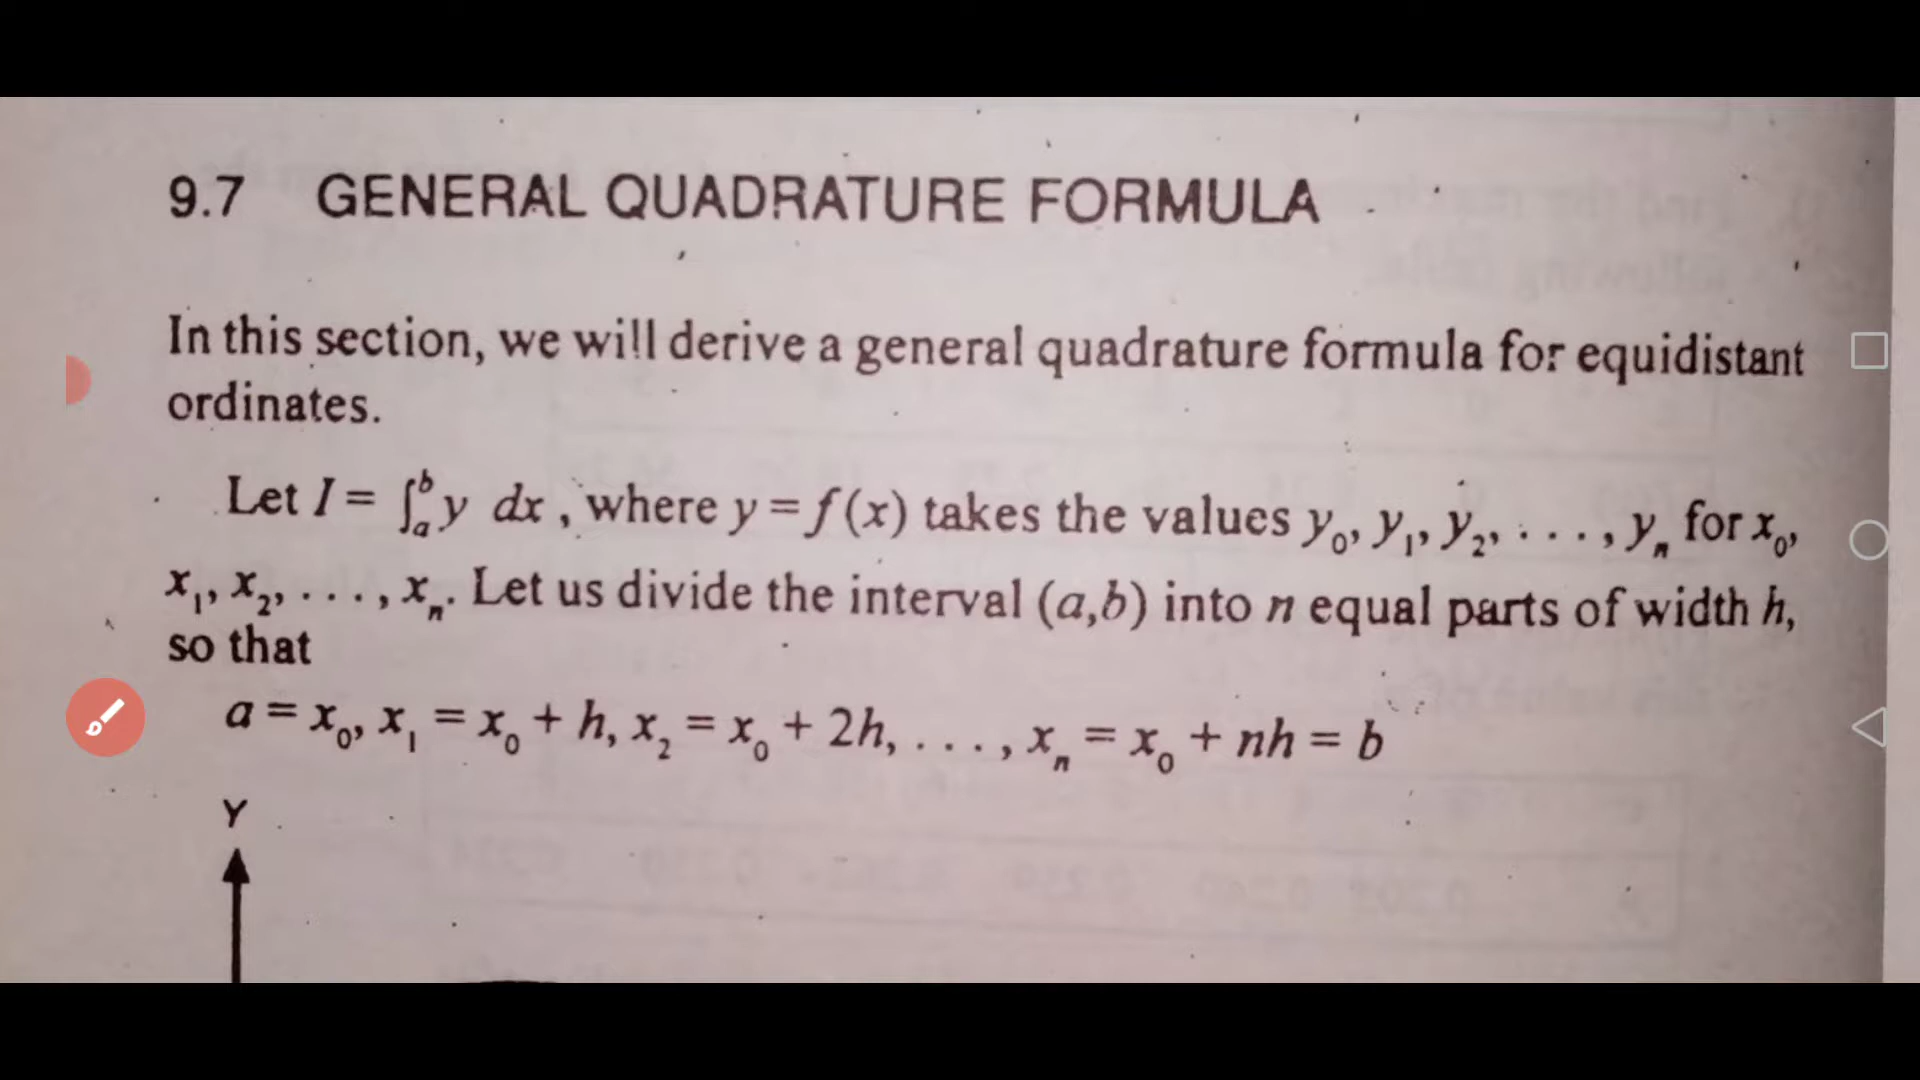 9.7 GENERAL QUADRATURE FORMULA
In this section, we will derive a general quadrature formula for equidistant
ordinates.
Let I = ∫ₐᵇ y dx, where y = f(x) takes the values y₀, y₁, y₂, . . . , yₙ for x₀,
x₁, x₂, . . . , xₙ. Let us divide the interval (a,b) into n equal parts of width h,
so that
a = x₀, x₁ = x₀ + h, x₂ = x₀ + 2h, . . . , xₙ = x₀ + nh = b
Y